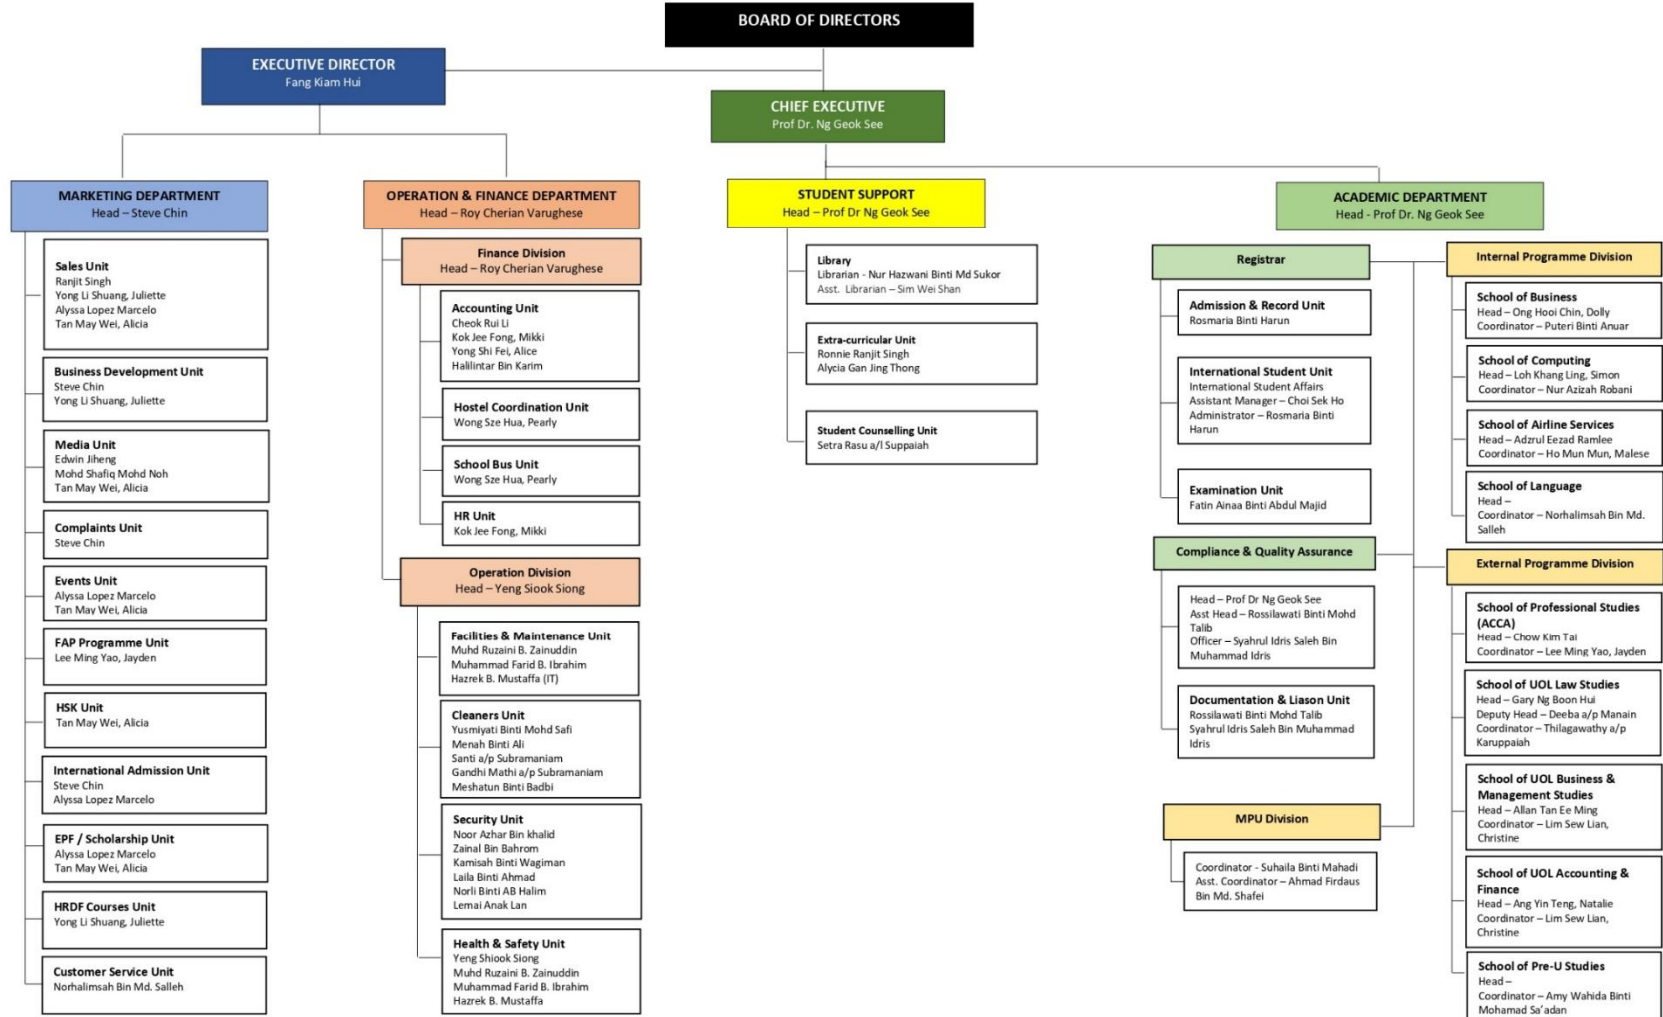 BOARD OF DIRECTORS
EXECUTIVE DIRECTOR
Fang Kiam Hui
CHIEF EXECUTIVE
Prof Dr. Ng Geok See
MARKETING DEPARTMENT
Head – Steve Chin
Sales Unit
Ranjit Singh
Yong Li Shuang, Juliette
Alyssa Lopez Marcelo
Tan May Wei, Alicia
Business Development Unit
Steve Chin
Yong Li Shuang, Juliette
Media Unit
Edwin Jiheng
Mohd Shafiq Mohd Noh
Tan May Wei, Alicia
Complaints Unit
Steve Chin
Events Unit
Alyssa Lopez Marcelo
Tan May Wei, Alicia
FAP Programme Unit
Lee Ming Yao, Jayden
HSK Unit
Tan May Wei, Alicia
International Admission Unit
Steve Chin
Alyssa Lopez Marcelo
EPF / Scholarship Unit
Alyssa Lopez Marcelo
Tan May Wei, Alicia
HRDF Courses Unit
Yong Li Shuang, Juliette
Customer Service Unit
Norhalimsah Bin Md. Salleh
OPERATION & FINANCE DEPARTMENT
Head – Roy Cherian Varughese
Finance Division
Head – Roy Cherian Varughese
Accounting Unit
Cheok Rui Li
Kok Jee Fong, Mikki
Yong Shi Fei, Alice
Halilintar Bin Karim
Hostel Coordination Unit
Wong Sze Hua, Pearly
School Bus Unit
Wong Sze Hua, Pearly
HR Unit
Kok Jee Fong, Mikki
Operation Division
Head – Yeng Siook Siong
Facilities & Maintenance Unit
Muhd Ruzaini B. Zainuddin
Muhammad Farid B. Ibrahim
Hazrek B. Mustaffa (IT)
Cleaners Unit
Yusmiyati Binti Mohd Safi
Menah Binti Ali
Santi a/p Subramaniam
Gandhi Mathi a/p Subramaniam
Meshatun Binti Badbi
Security Unit
Noor Azhar Bin khalid
Zainal Bin Bahrom
Kamisah Binti Wagiman
Laila Binti Ahmad
Norli Binti AB Halim
Lemai Anak Lan
Health & Safety Unit
Yeng Shiook Siong
Muhd Ruzaini B. Zainuddin
Muhammad Farid B. Ibrahim
Hazrek B. Mustaffa
STUDENT SUPPORT
Head – Prof Dr Ng Geok See
Library
Librarian - Nur Hazwani Binti Md Sukor
Asst. Librarian – Sim Wei Shan
Extra-curricular Unit
Ronnie Ranjit Singh
Alycia Gan Jing Thong
Student Counselling Unit
Setra Rasu a/l Suppaiah
ACADEMIC DEPARTMENT
Head - Prof Dr. Ng Geok See
Registrar
Admission & Record Unit
Rosmaria Binti Harun
International Student Unit
International Student Affairs
Assistant Manager – Choi Sek Ho
Administrator – Rosmaria Binti
Harun
Examination Unit
Fatin Ainaa Binti Abdul Majid
Compliance & Quality Assurance
Head – Prof Dr Ng Geok See
Asst Head – Rossilawati Binti Mohd
Talib
Officer – Syahrul Idris Saleh Bin
Muhammad Idris
Documentation & Liason Unit
Rossilawati Binti Mohd Talib
Syahrul Idris Saleh Bin Muhammad
Idris
MPU Division
Coordinator - Suhaila Binti Mahadi
Asst. Coordinator – Ahmad Firdaus
Bin Md. Shafei
Internal Programme Division
School of Business
Head – Ong Hooi Chin, Dolly
Coordinator – Puteri Binti Anuar
School of Computing
Head – Loh Khang Ling, Simon
Coordinator – Nur Azizah Robani
School of Airline Services
Head – Adzrul Eezad Ramlee
Coordinator – Ho Mun Mun, Malese
School of Language
Head –
Coordinator – Norhalimsah Bin Md.
Salleh
External Programme Division
School of Professional Studies
(ACCA)
Head – Chow Kim Tai
Coordinator – Lee Ming Yao, Jayden
School of UOL Law Studies
Head – Gary Ng Boon Hui
Deputy Head – Deeba a/p Manain
Coordinator – Thilagawathy a/p
Karuppaiah
School of UOL Business &
Management Studies
Head – Allan Tan Ee Ming
Coordinator – Lim Sew Lian,
Christine
School of UOL Accounting &
Finance
Head – Ang Yin Teng, Natalie
Coordinator – Lim Sew Lian,
Christine
School of Pre-U Studies
Head –
Coordinator – Amy Wahida Binti
Mohamad Sa'adan